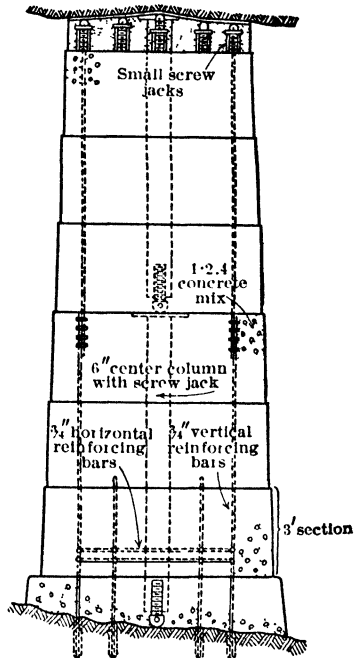 Small screw
jacks
1·2.4
concrete
mix
6" center column
with screw jack
3/4" horizontal
reinforcing
bars
3/4" vertical
reinforcing
bars
3' section